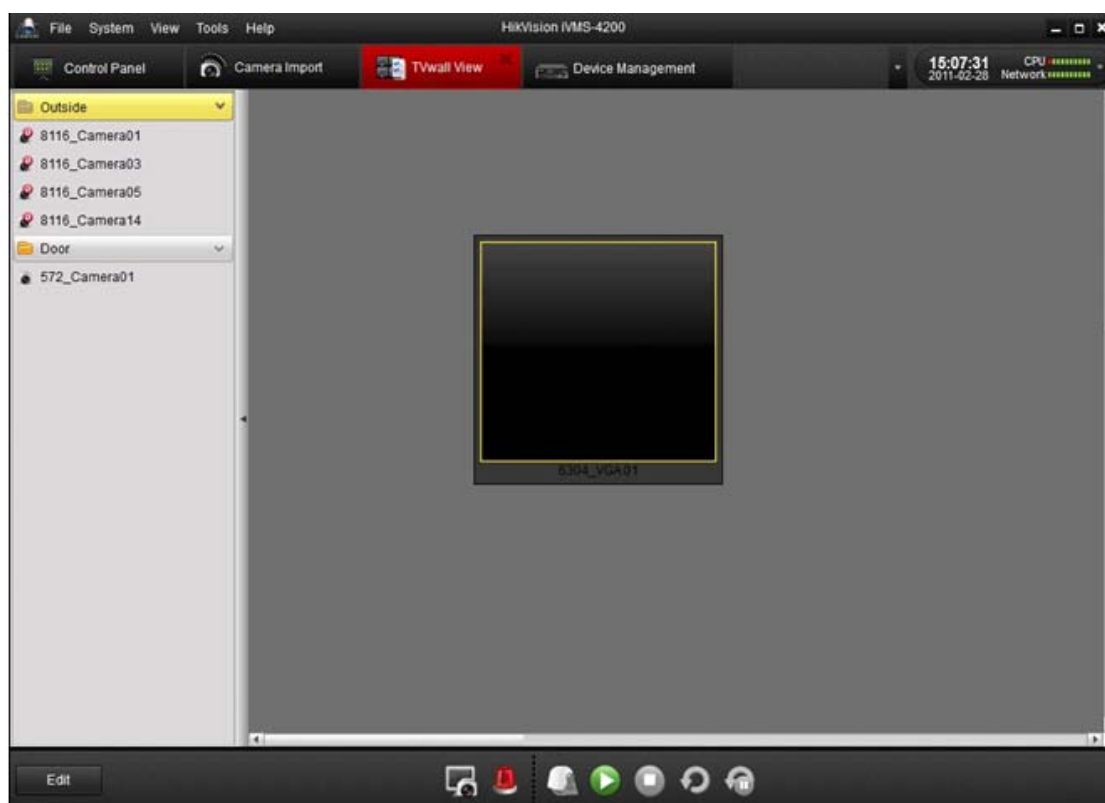 File System View Tools Help HikVision iVMS-4200
Control Panel Camera Import TVwall View Device Management 15:07:31 CPU
2011-02-28 Network
Outside
8116_Camera01
8116_Camera03
8116_Camera05
8116_Camera14
Door
572_Camera01
6304_VGA01
Edit